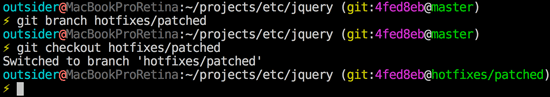 outsider@MacBookProRetina:~/projects/etc/jquery (git:4fed8eb@master)
⚡ git branch hotfixes/patched
outsider@MacBookProRetina:~/projects/etc/jquery (git:4fed8eb@master)
⚡ git checkout hotfixes/patched
Switched to branch 'hotfixes/patched'
outsider@MacBookProRetina:~/projects/etc/jquery (git:4fed8eb@hotfixes/patched)
⚡